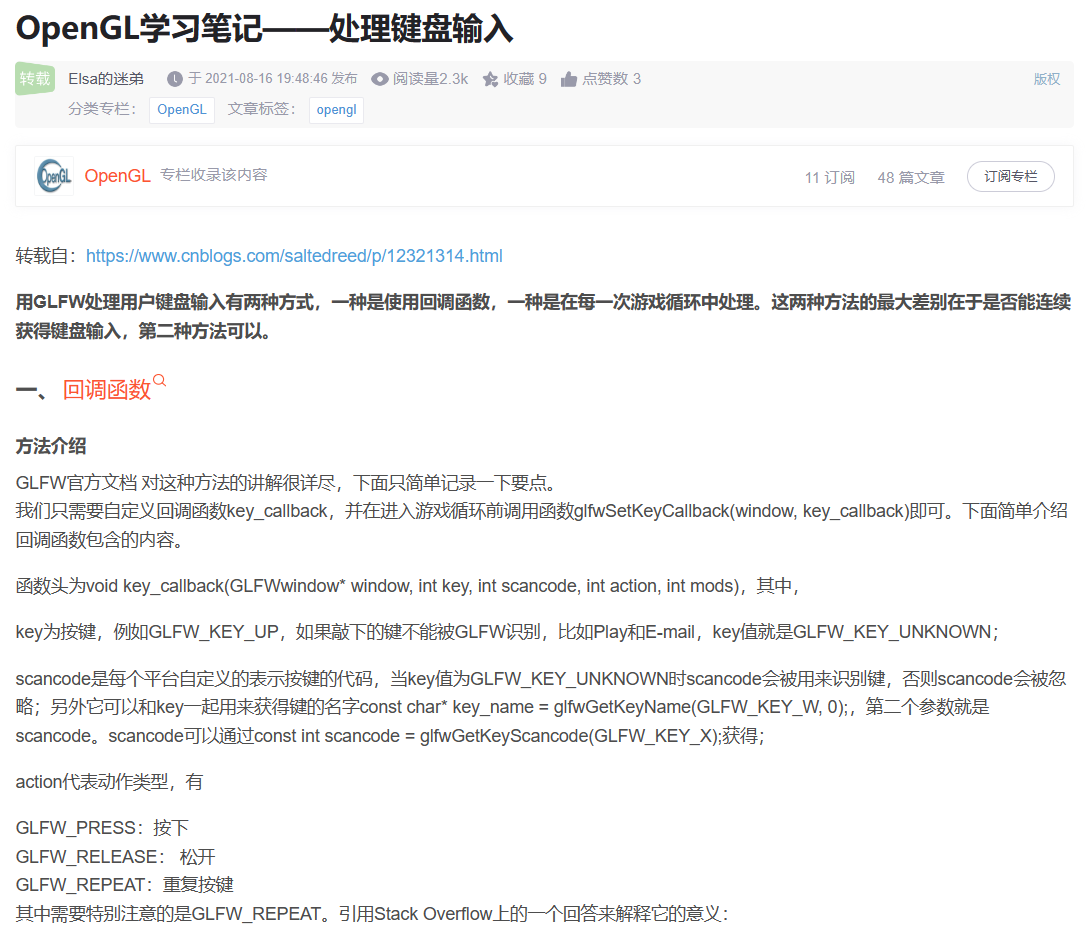 OpenGL学习笔记——处理键盘输入
转载 Elsa的迷弟 于 2021-08-16 19:48:46 发布 阅读量2.3k 收藏 9 点赞数 3 版权
分类专栏： OpenGL 文章标签： opengl
OpenGL OpenGL 专栏收录该内容 11 订阅 48 篇文章 订阅专栏
转载自：https://www.cnblogs.com/saltedreed/p/12321314.html
用GLFW处理用户键盘输入有两种方式，一种是使用回调函数，一种是在每一次游戏循环中处理。这两种方法的最大差别在于是否能连续
获得键盘输入，第二种方法可以。
一、 回调函数
方法介绍
GLFW官方文档 对这种方法的讲解很详尽，下面只简单记录一下要点。
我们只需要自定义回调函数key_callback，并在进入游戏循环前调用函数glfwSetKeyCallback(window, key_callback)即可。下面简单介绍
回调函数包含的内容。
函数头为void key_callback(GLFWwindow* window, int key, int scancode, int action, int mods)，其中，
key为按键，例如GLFW_KEY_UP，如果敲下的键不能被GLFW识别，比如Play和E-mail，key值就是GLFW_KEY_UNKNOWN；
scancode是每个平台自定义的表示按键的代码，当key值为GLFW_KEY_UNKNOWN时scancode会被用来识别键，否则scancode会被忽
略；另外它可以和key一起用来获得键的名字const char* key_name = glfwGetKeyName(GLFW_KEY_W, 0);，第二个参数就是
scancode。scancode可以通过const int scancode = glfwGetKeyScancode(GLFW_KEY_X);获得；
action代表动作类型，有
GLFW_PRESS：按下
GLFW_RELEASE： 松开
GLFW_REPEAT：重复按键
其中需要特别注意的是GLFW_REPEAT。引用Stack Overflow上的一个回答来解释它的意义：